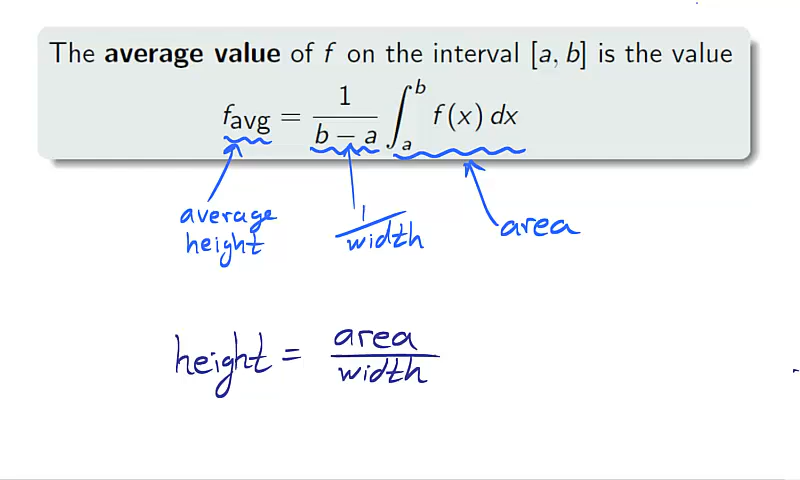 The average value of f on the interval [a, b] is the value
f_avg = 1/(b − a) ∫_a^b f(x) dx
average height
1/width
area
height = area/width